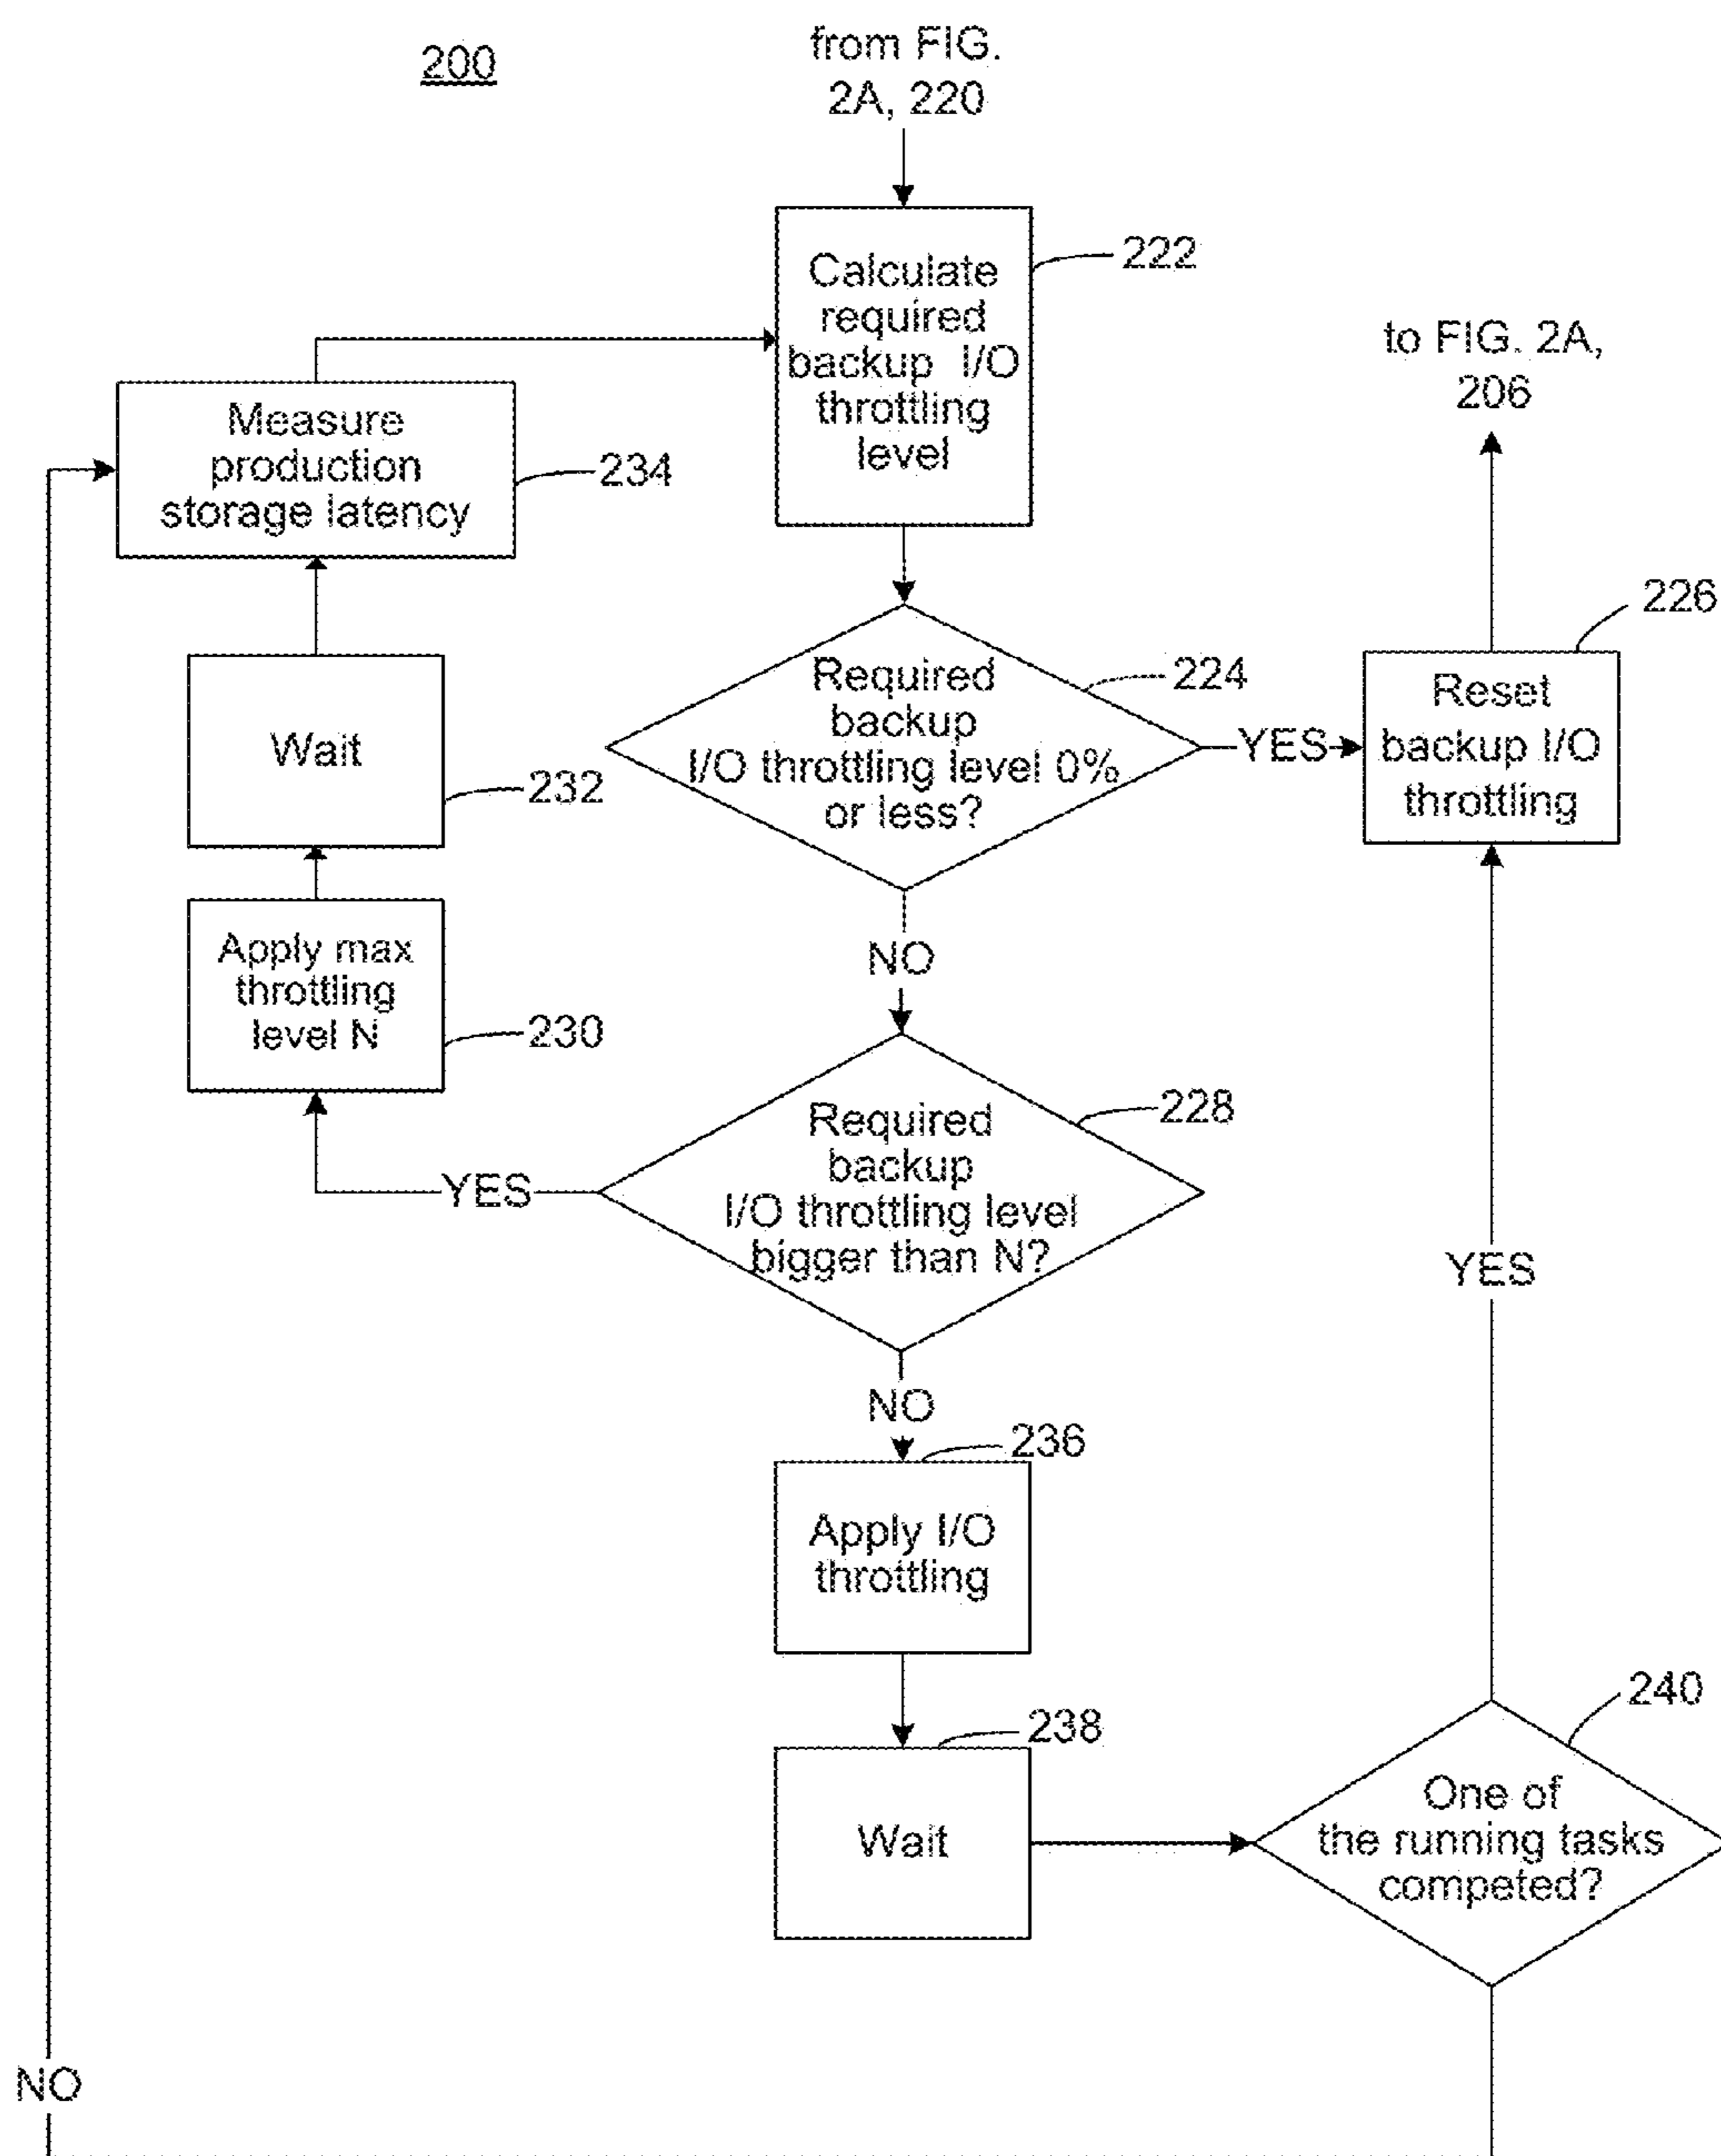 200
from FIG.
2A, 220
Calculate
required
backup I/O
throttling
level
222
to FIG. 2A,
206
Measure
production
storage latency
234
Required
backup
I/O throttling level 0%
or less?
224
YES
226
Reset
backup I/O
throttling
Wait
232
NO
Apply max
throttling
level N
230
Required
backup
I/O throttling level
bigger than N?
228
YES
YES
NO
236
Apply I/O
throttling
238
Wait
240
One of
the running tasks
competed?
NO